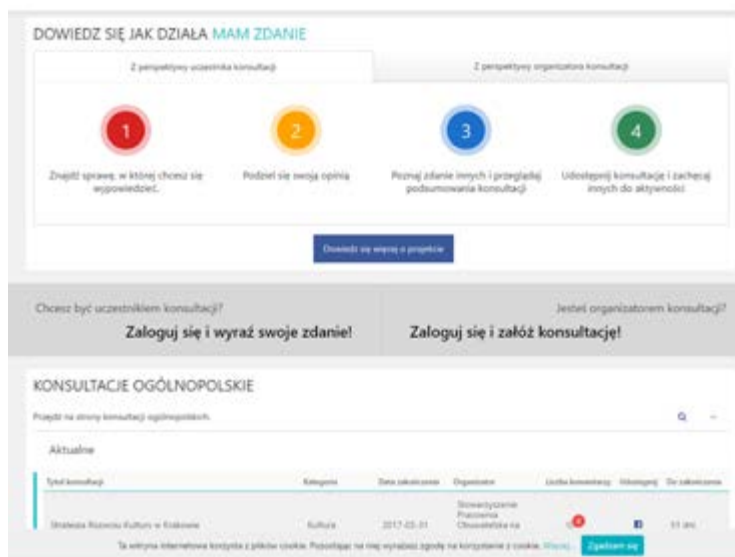 DOWIEDZ SIĘ JAK DZIAŁA MAM ZDANIE
Z perspektywy uczestnika konsultacji
Z perspektywy organizatora konsultacji
1
2
3
4
Znajdź sprawę, w której chcesz się
wypowiedzieć.
Podziel się swoją opinią
Poznaj zdanie innych i przeglądaj
podsumowania konsultacji
Udostępnij konsultację i zachęcaj
innych do aktywności
Dowiedz się więcej o projekcie
Chcesz być uczestnikiem konsultacji?
Zaloguj się i wyraź swoje zdanie!
Jesteś organizatorem konsultacji?
Zaloguj się i załóż konsultację!
KONSULTACJE OGÓLNOPOLSKIE
Przejdź na strony konsultacji ogólnopolskich.
Aktualne
Tytuł konsultacji Kategoria Data zakończenia Organizator Liczba komentarzy Udostępnij Do zakończenia
Strategia Rozwoju Kultury w Krakowie Kultura 2017-03-31
Stowarzyszenie
Pracownia
Obywatelska na
31 dni
Ta witryna internetowa korzysta z plików cookie. Pozostając na niej wyrażasz zgodę na korzystanie z cookie. Więcej... Zgadzam się